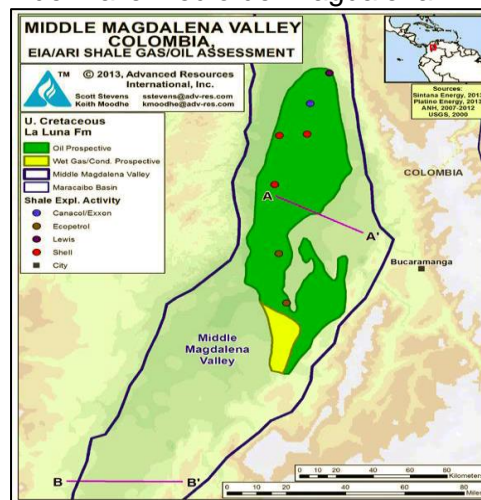 MIDDLE MAGDALENA VALLEY
COLOMBIA,
EIA/ARI SHALE GAS/OIL ASSESSMENT
TM
© 2013, Advanced Resources
International, Inc.
Scott Stevens sstevens@adv-res.com
Keith Moodhe kmoodhe@adv-res.com
Sources:
Sintana Energy, 2013
Platino Energy, 2013
ANH, 2007-2012
USGS, 2000
U. Cretaceous
La Luna Fm
Oil Prospective
Wet Gas/Cond. Prospective
Middle Magdalena Valley
Maracaibo Basin
Shale Expl. Activity
Canacol/Exxon
Ecopetrol
Lewis
Shell
City
COLOMBIA
A
A'
Bucaramanga
Middle
Magdalena
Valley
B
B'
0 10 20 40 60 80
Kilometers
0 10 20 40 60 80
Miles